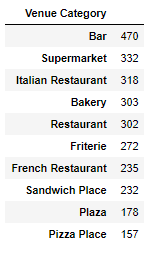 Venue Category
Bar 470
Supermarket 332
Italian Restaurant 318
Bakery 303
Restaurant 302
Friterie 272
French Restaurant 235
Sandwich Place 232
Plaza 178
Pizza Place 157